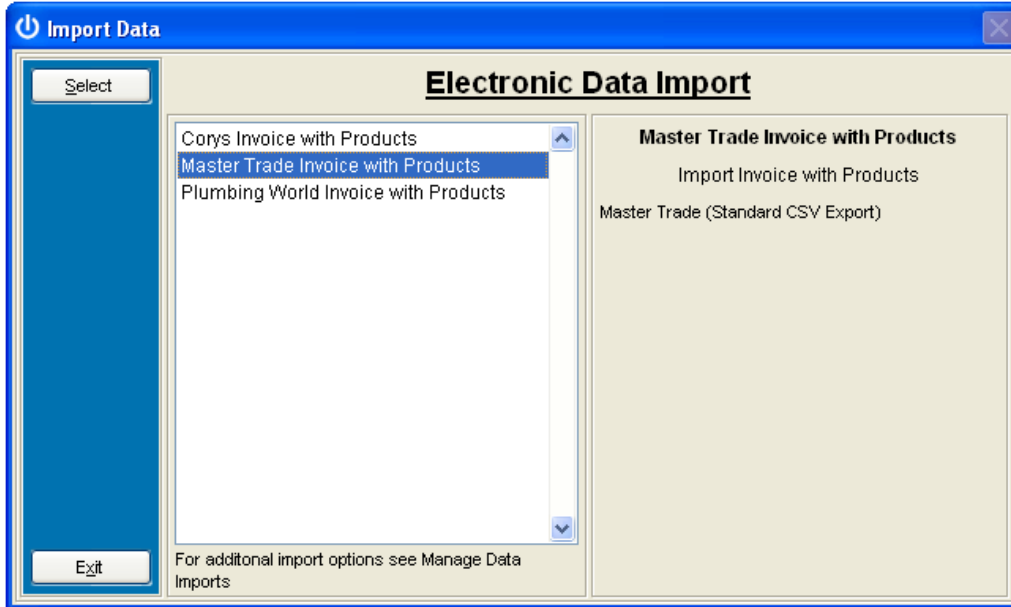 Import Data
Select
Electronic Data Import
Corys Invoice with Products
Master Trade Invoice with Products
Plumbing World Invoice with Products
For additonal import options see Manage Data
Imports
Exit
Master Trade Invoice with Products
Import Invoice with Products
Master Trade (Standard CSV Export)